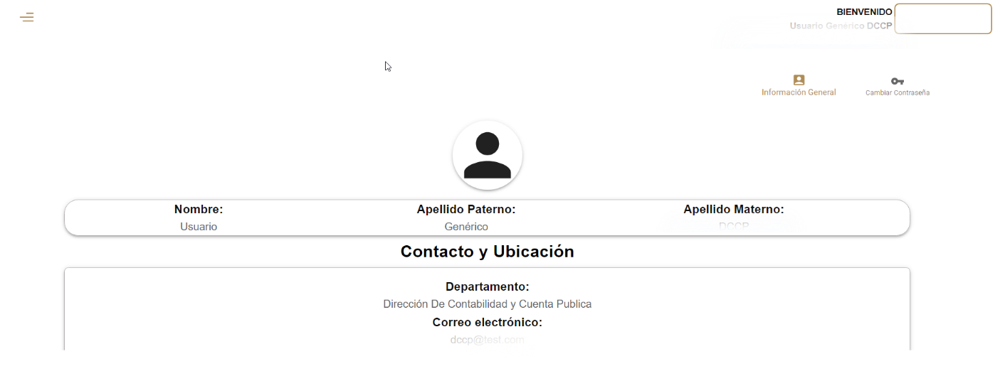 BIENVENIDO
Usuario Genérico DCCP
Información General
Cambiar Contraseña
Nombre:
Apellido Paterno:
Apellido Materno:
Usuario
Genérico
DCCP
Contacto y Ubicación
Departamento:
Dirección De Contabilidad y Cuenta Publica
Correo electrónico:
dccp@test.com